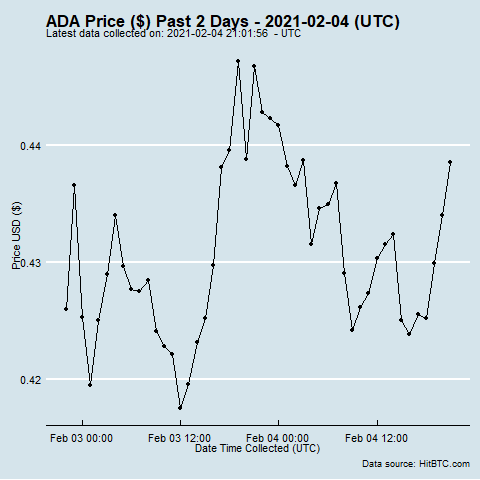 ADA Price ($) Past 2 Days - 2021-02-04 (UTC)
Latest data collected on: 2021-02-04 21:01:56 - UTC
0.44
0.43
0.42
Price USD ($)
Feb 03 00:00 Feb 03 12:00 Feb 04 00:00 Feb 04 12:00
Date Time Collected (UTC)
Data source: HitBTC.com